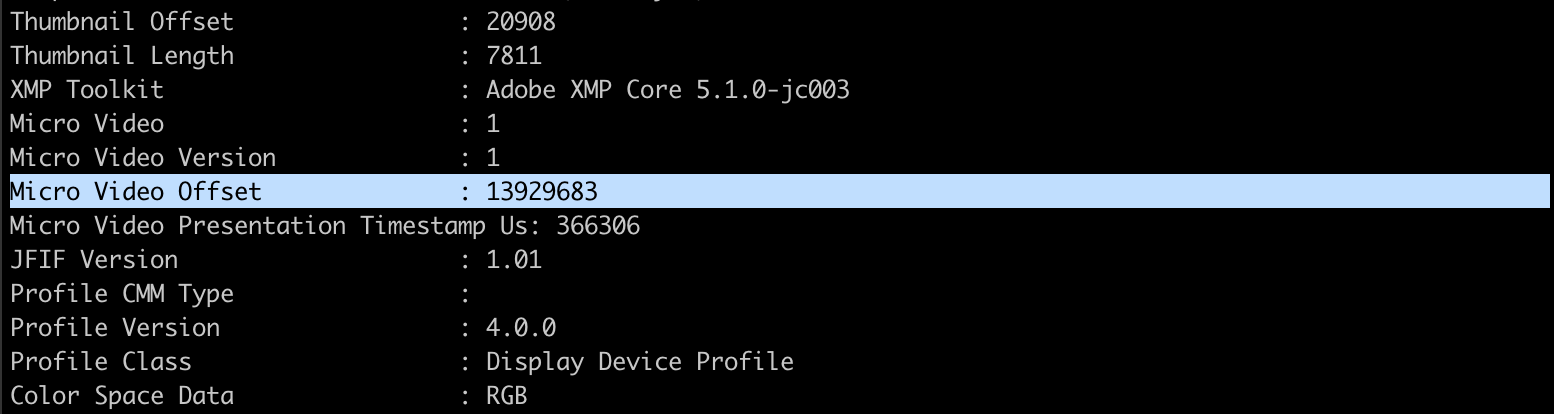 Thumbnail Offset : 20908
Thumbnail Length : 7811
XMP Toolkit : Adobe XMP Core 5.1.0-jc003
Micro Video : 1
Micro Video Version : 1
Micro Video Offset : 13929683
Micro Video Presentation Timestamp Us: 366306
JFIF Version : 1.01
Profile CMM Type :
Profile Version : 4.0.0
Profile Class : Display Device Profile
Color Space Data : RGB